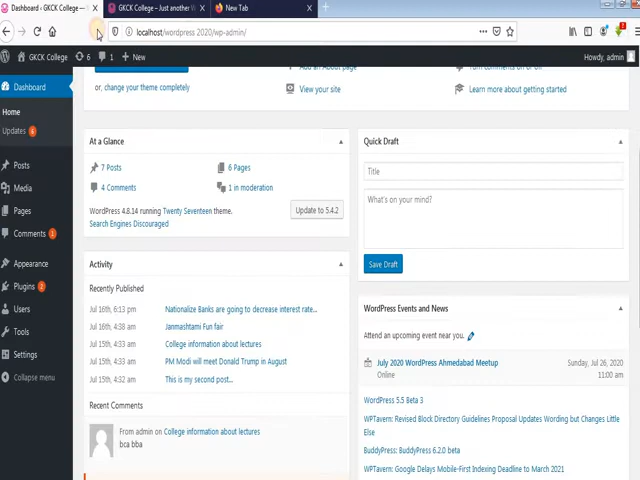 Dashboard ‹ GKCK College —
GKCK College – Just another
New Tab
localhost/wordpress 2020/wp-admin/
GKCK College
6
1
New
Howdy, admin
Dashboard
Home
Updates 6
Posts
Media
Pages
Comments 1
Appearance
Plugins 2
Users
Tools
Settings
Collapse menu
or, change your theme completely
Add an About page
View your site
Turn comments on or off
Learn more about getting started
At a Glance
7 Posts
6 Pages
4 Comments
1 in moderation
WordPress 4.8.14 running Twenty Seventeen theme.
Update to 5.4.2
Search Engines Discouraged
Activity
Recently Published
Jul 16th, 6:13 pm Nationalize Banks are going to decrease interest rate...
Jul 16th, 4:38 am Janmashtami Fun fair
Jul 16th, 4:33 am College information about lectures
Jul 16th, 4:33 am PM Modi will meet Donald Trump in August
Jul 16th, 4:32 am This is my second post...
Recent Comments
From admin on College information about lectures
bca bba
Quick Draft
Title
What's on your mind?
Save Draft
WordPress Events and News
Attend an upcoming event near you.
July 2020 WordPress Ahmedabad Meetup
Online
Sunday, Jul 26, 2020
11:00 am
WordPress 5.5 Beta 3
WPTavern: Revised Block Directory Guidelines Proposal Updates Wording but Changes Little
Else
BuddyPress: BuddyPress 6.2.0 beta
WPTavern: Google Delays Mobile-First Indexing Deadline to March 2021